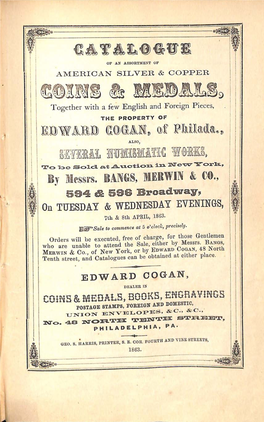 CATALOGUE
OF AN ASSORTMENT OF
AMERICAN SILVER & COPPER
COINS & MEDALS,
Together with a few English and Foreign Pieces,
THE PROPERTY OF
EDWARD COGAN, of Philada.,
ALSO,
SEVERAL NUMISMATIC WORKS,
To be Sold at Auction in New York,
By Messrs. BANGS, MERWIN & CO.,
594 & 596 Broadway,
On TUESDAY & WEDNESDAY EVENINGS,
7th & 8th APRIL, 1863.
☞ Sale to commence at 5 o'clock, precisely.
Orders will be executed, free of charge, for those Gentlemen
who are unable to attend the Sale, either by MESSRS. BANGS,
MERWIN & CO., of New York, or by EDWARD COGAN, 48 North
Tenth street, and Catalogues can be obtained at either place.
EDWARD COGAN,
DEALER IN
COINS & MEDALS, BOOKS, ENGRAVINGS
POSTAGE STAMPS, FOREIGN AND DOMESTIC,
UNION ENVELOPES, &C., &C.,
No. 48 NORTH TENTH STREET,
PHILADELPHIA, PA.
GEO. S. HARRIS, PRINTER, S. E. COR. FOURTH AND VINE STREETS,
1863.